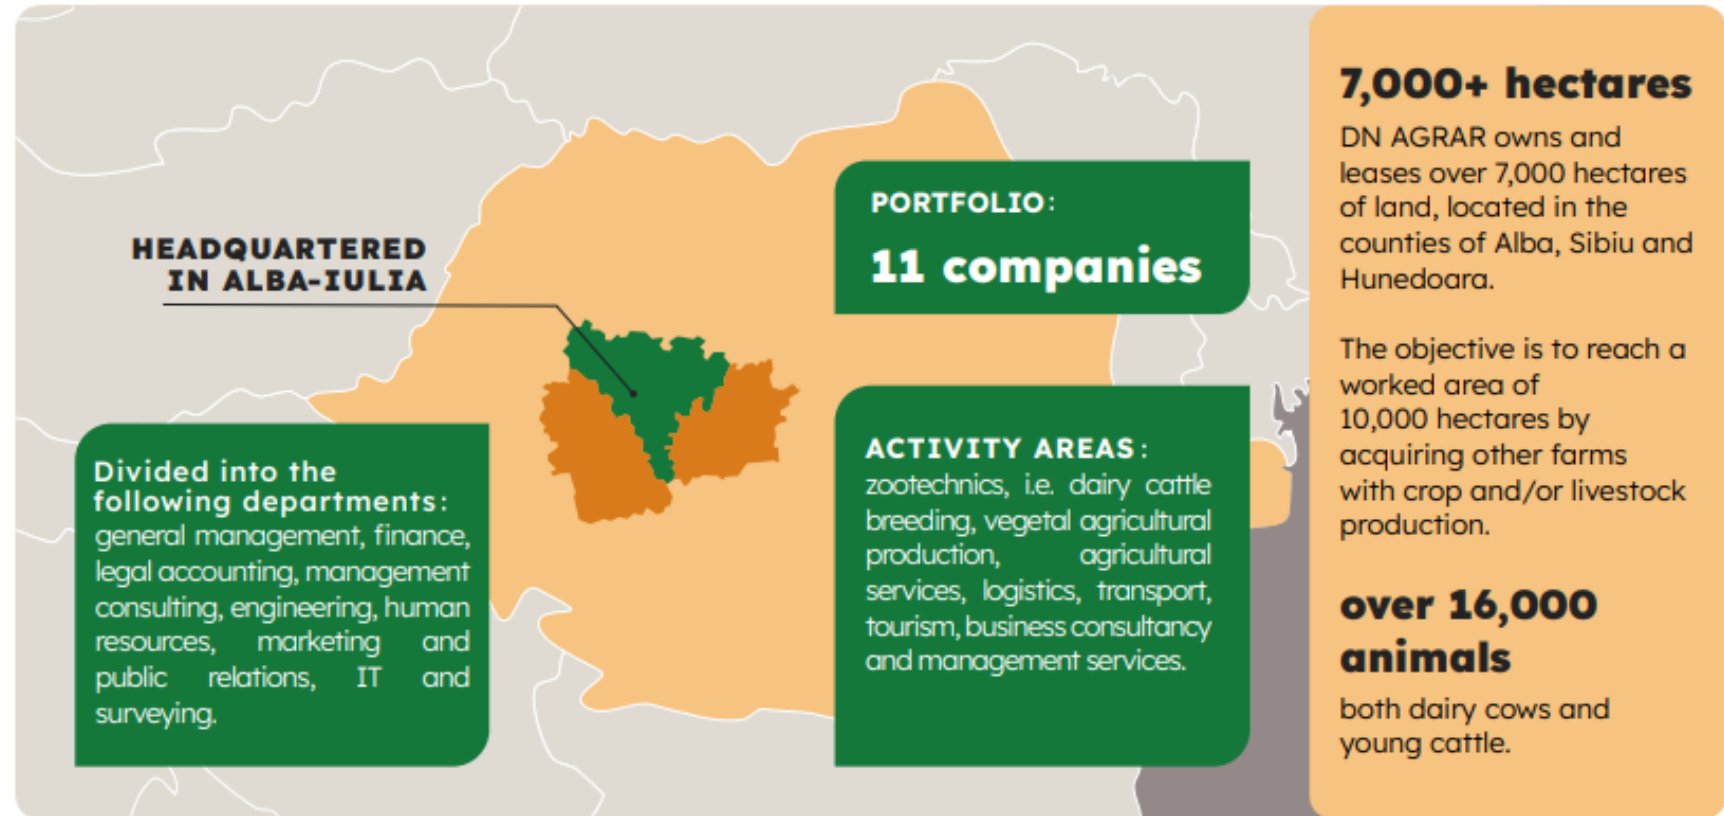 HEADQUARTERED
IN ALBA-IULIA
Divided into the
following departments:
general management, finance,
legal accounting, management
consulting, engineering, human
resources, marketing and
public relations, IT and
surveying.
PORTFOLIO:
11 companies
ACTIVITY AREAS:
zootechnics, i.e. dairy cattle
breeding, vegetal agricultural
production, agricultural
services, logistics, transport,
tourism, business consultancy
and management services.
7,000+ hectares
DN AGRAR owns and
leases over 7,000 hectares
of land, located in the
counties of Alba, Sibiu and
Hunedoara.
The objective is to reach a
worked area of
10,000 hectares by
acquiring other farms
with crop and/or livestock
production.
over 16,000
animals
both dairy cows and
young cattle.